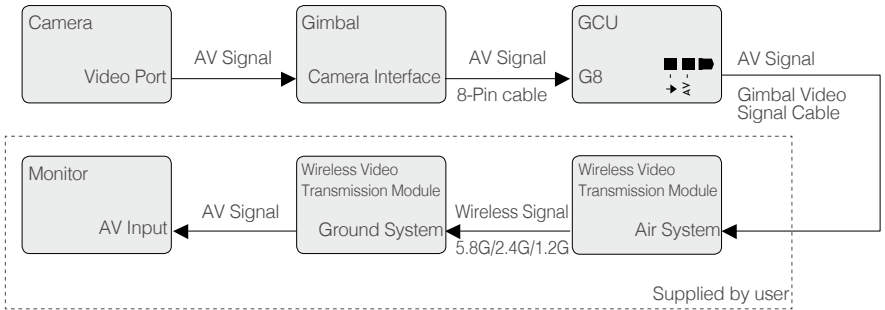 Camera
Video Port
AV Signal
Gimbal
Camera Interface
AV Signal
8-Pin cable
GCU
G8
AV
AV Signal
Gimbal Video
Signal Cable
Monitor
AV Input
AV Signal
Wireless Video
Transmission Module
Ground System
Wireless Signal
5.8G/2.4G/1.2G
Wireless Video
Transmission Module
Air System
Supplied by user